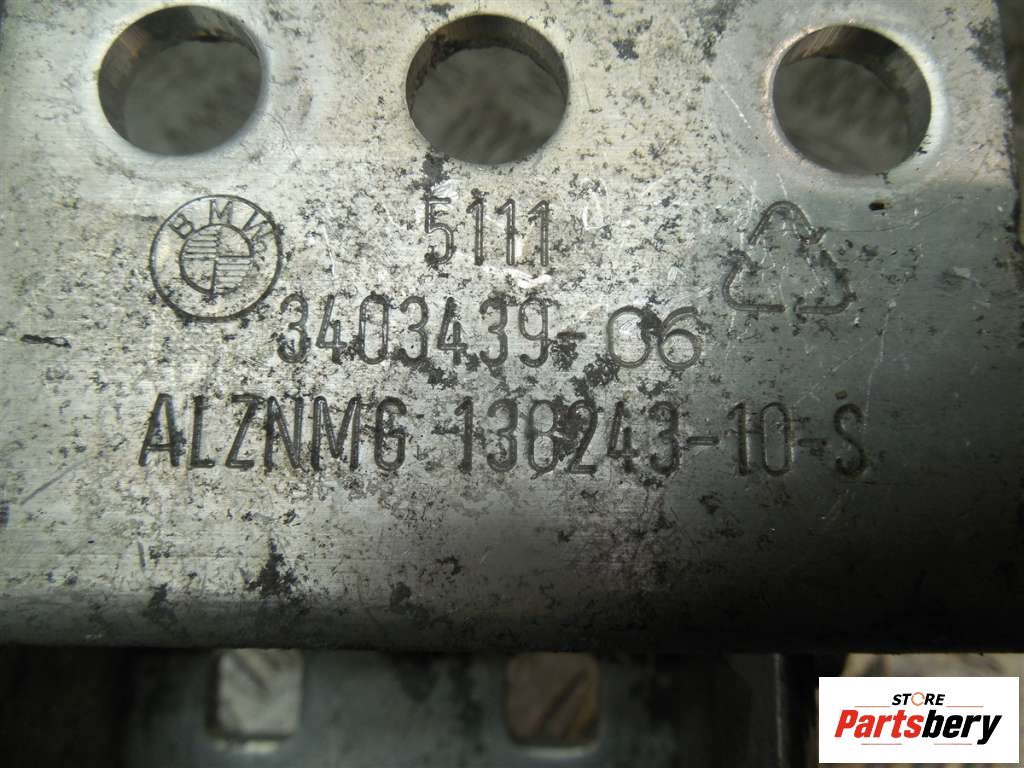 BMW
5111
3403439-06
ALZNMG 138243-10-S
STORE
Partsbery